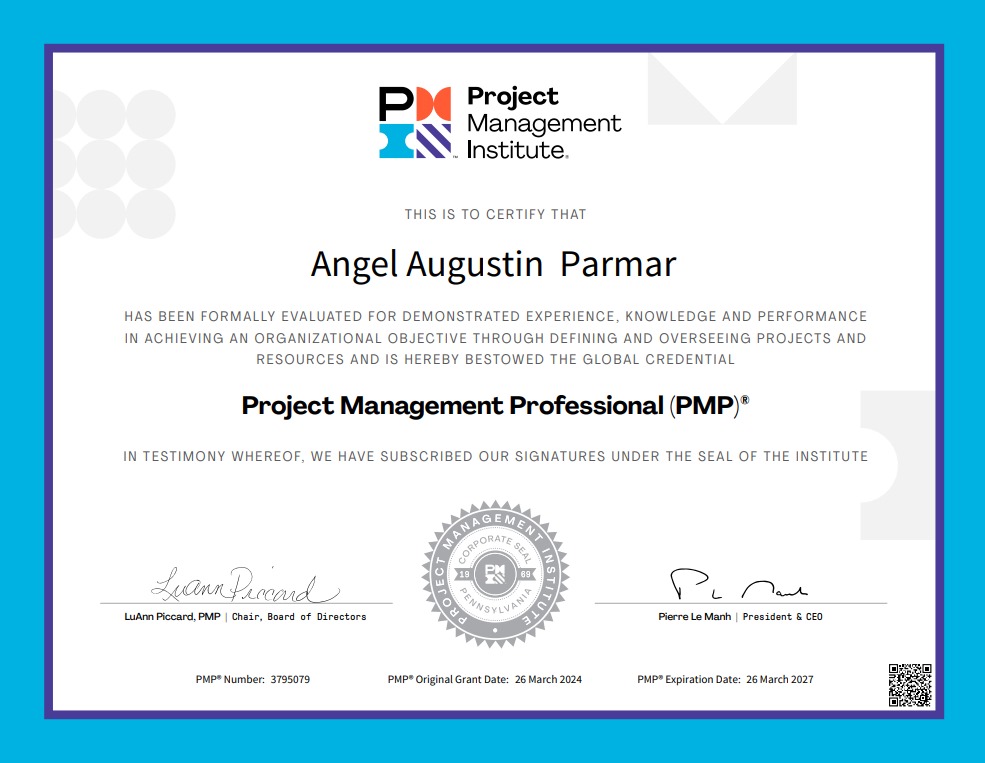 PM
Project
Management
Institute.
THIS IS TO CERTIFY THAT
Angel Augustin Parmar
HAS BEEN FORMALLY EVALUATED FOR DEMONSTRATED EXPERIENCE, KNOWLEDGE AND PERFORMANCE
IN ACHIEVING AN ORGANIZATIONAL OBJECTIVE THROUGH DEFINING AND OVERSEEING PROJECTS AND
RESOURCES AND IS HEREBY BESTOWED THE GLOBAL CREDENTIAL
Project Management Professional (PMP)®
IN TESTIMONY WHEREOF, WE HAVE SUBSCRIBED OUR SIGNATURES UNDER THE SEAL OF THE INSTITUTE
PROJECT MANAGEMENT INSTITUTE
CORPORATE SEAL
19 PM 69
PENNSYLVANIA
LuAnn Piccard
LuAnn Piccard, PMP | Chair, Board of Directors
Pierre Le Manh | President & CEO
PMP® Number: 3795079
PMP® Original Grant Date: 26 March 2024
PMP® Expiration Date: 26 March 2027